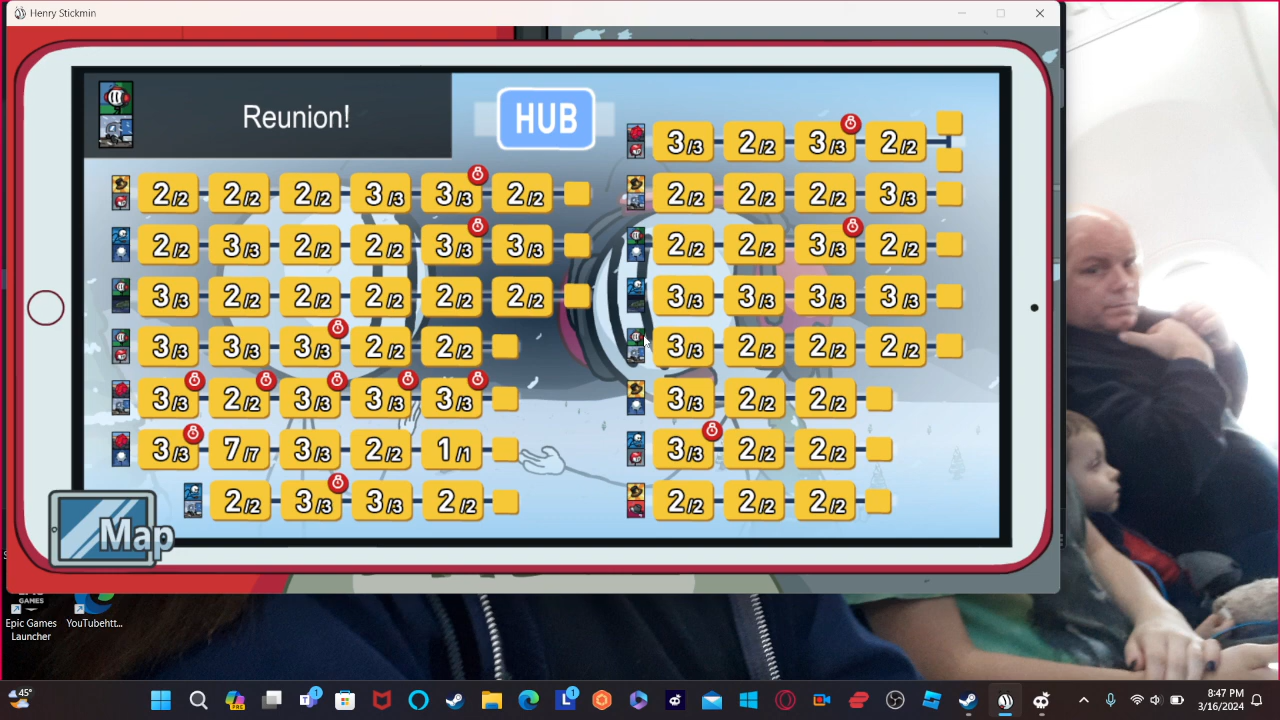 Henry Stickmin
Reunion!
HUB
3/3 2/2 3/3 2/2
2/2 2/2 2/2 3/3 3/3 2/2
2/2 2/2 2/2 3/3
2/2 3/3 2/2 2/2 3/3 3/3
2/2 2/2 3/3 2/2
3/3 2/2 2/2 2/2 2/2 2/2
3/3 3/3 3/3 3/3
3/3 3/3 3/3 2/2 2/2
3/3 2/2 2/2 2/2
3/3 2/2 3/3 3/3 3/3
3/3 2/2 2/2
3/3 7/7 3/3 2/2 1/1
3/3 2/2 2/2
2/2 3/3 3/3 2/2
2/2 2/2 2/2
Map
GAMES
Epic Games
Launcher
YouTubehtt...
45°
PRE
T
1
L
1
8:47 PM
3/16/2024